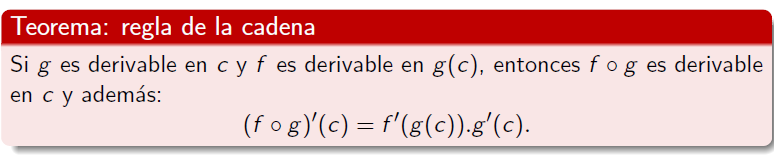 Teorema: regla de la cadena
Si g es derivable en c y f es derivable en g(c), entonces f ∘ g es derivable
en c y además:
(f ∘ g)′(c) = f′(g(c)).g′(c).